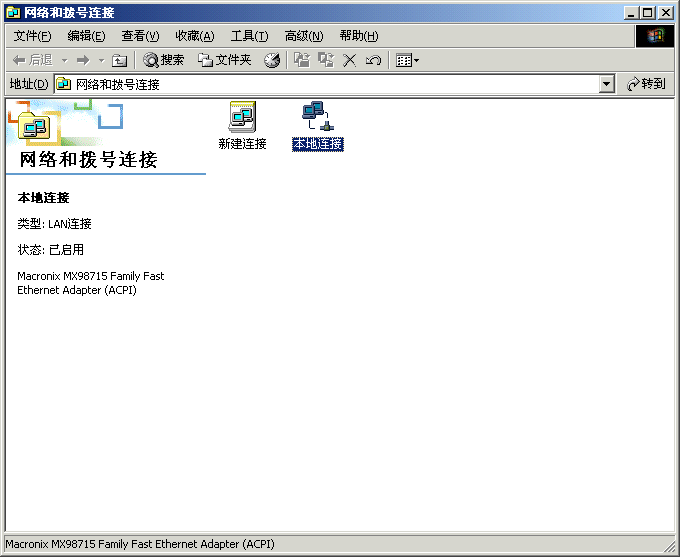 网络和拨号连接
文件(F) 编辑(E) 查看(V) 收藏(A) 工具(T) 高级(N) 帮助(H)
后退 搜索 文件夹
地址(D) 网络和拨号连接 转到
网络和拨号连接
新建连接 本地连接
本地连接
类型: LAN连接
状态: 已启用
Macronix MX98715 Family Fast
Ethernet Adapter (ACPI)
Macronix MX98715 Family Fast Ethernet Adapter (ACPI)